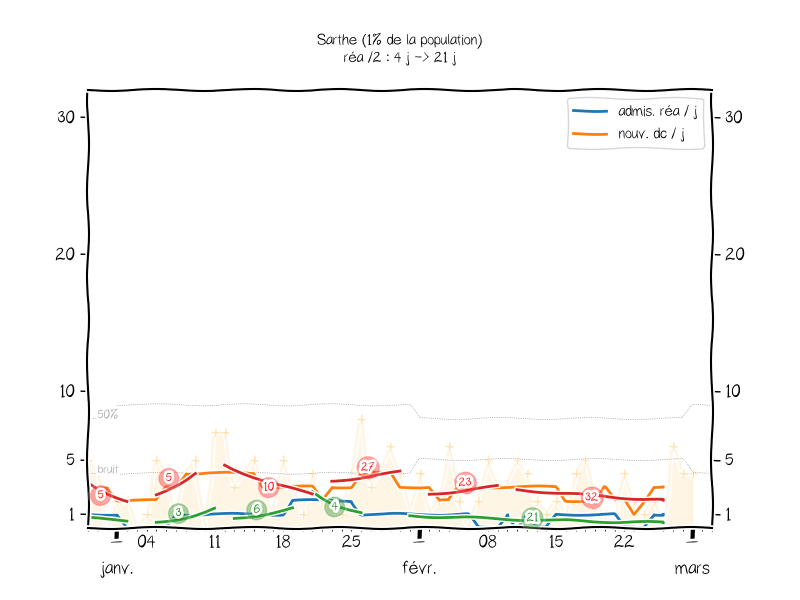 Sarthe (1% de la population)
réa /2 : 4 j -> 21 j
30 30
admis. réa / j
nouv. dc / j
20 20
10 10
50%
5 5
bruit
5 5 10 27 23 32
3 6 4 21
1 1
04 11 18 25 08 15 22
janv. févr. mars